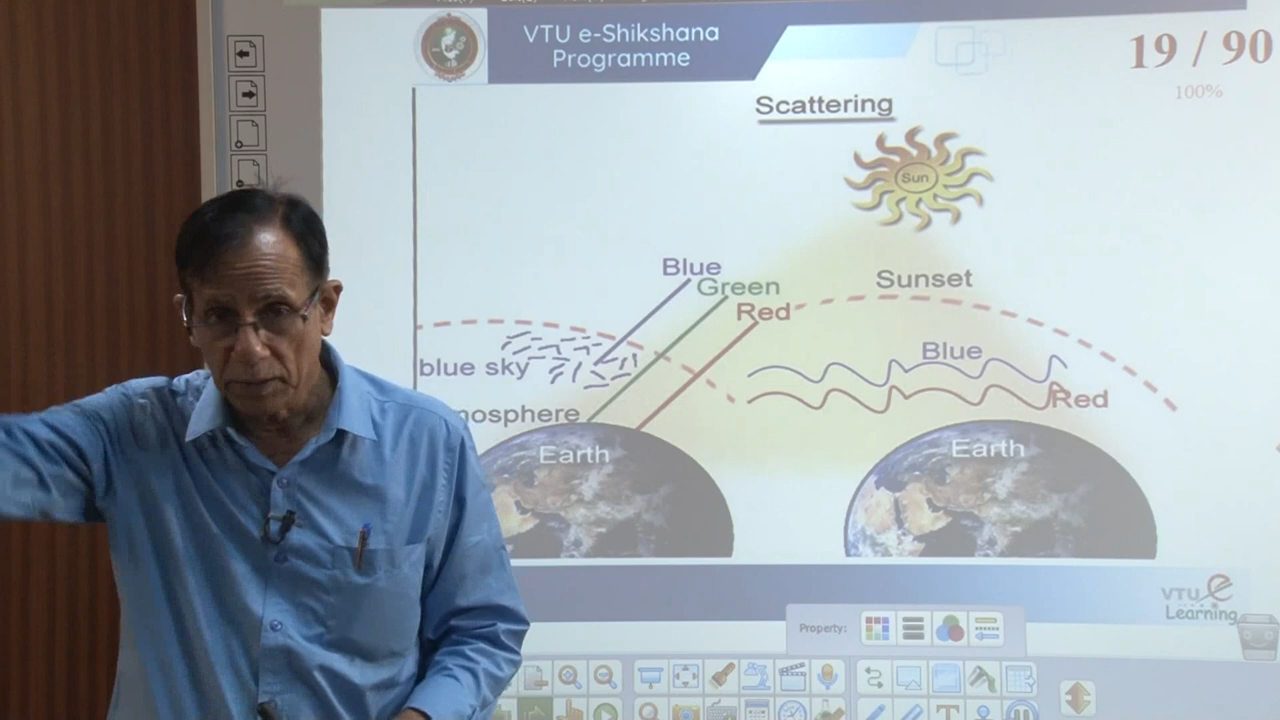 VTU e-Shikshana
Programme
19 / 90
100%
Scattering
Sun
Blue
Green
Red
Sunset
blue sky
Blue
Red
nosphere
Earth
Earth
VTU e
Learning
Property: